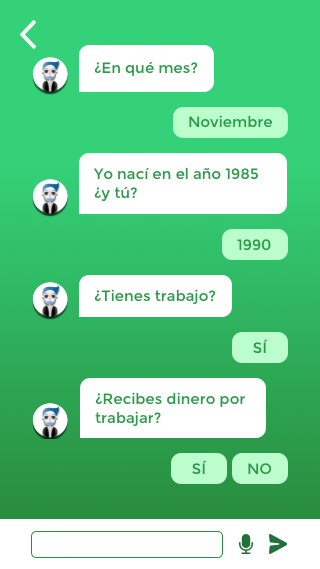 ¿En qué mes?
Noviembre
Yo nací en el año 1985
¿y tú?
1990
¿Tienes trabajo?
SÍ
¿Recibes dinero por
trabajar?
SÍ NO